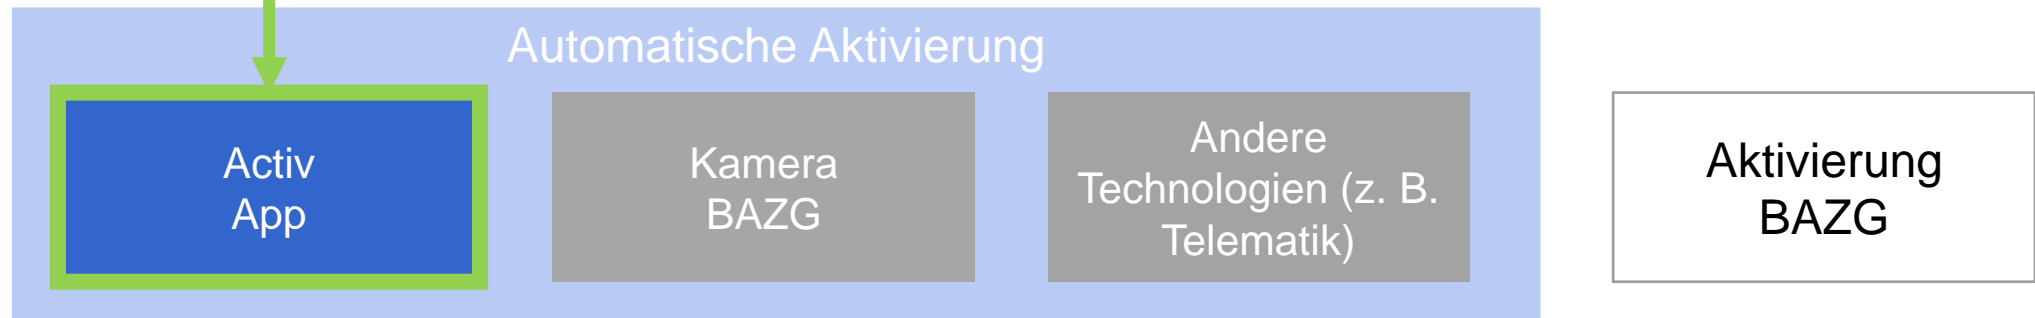 Automatische Aktivierung
Activ
App
Kamera
BAZG
Andere
Technologien (z. B.
Telematik)
Aktivierung
BAZG